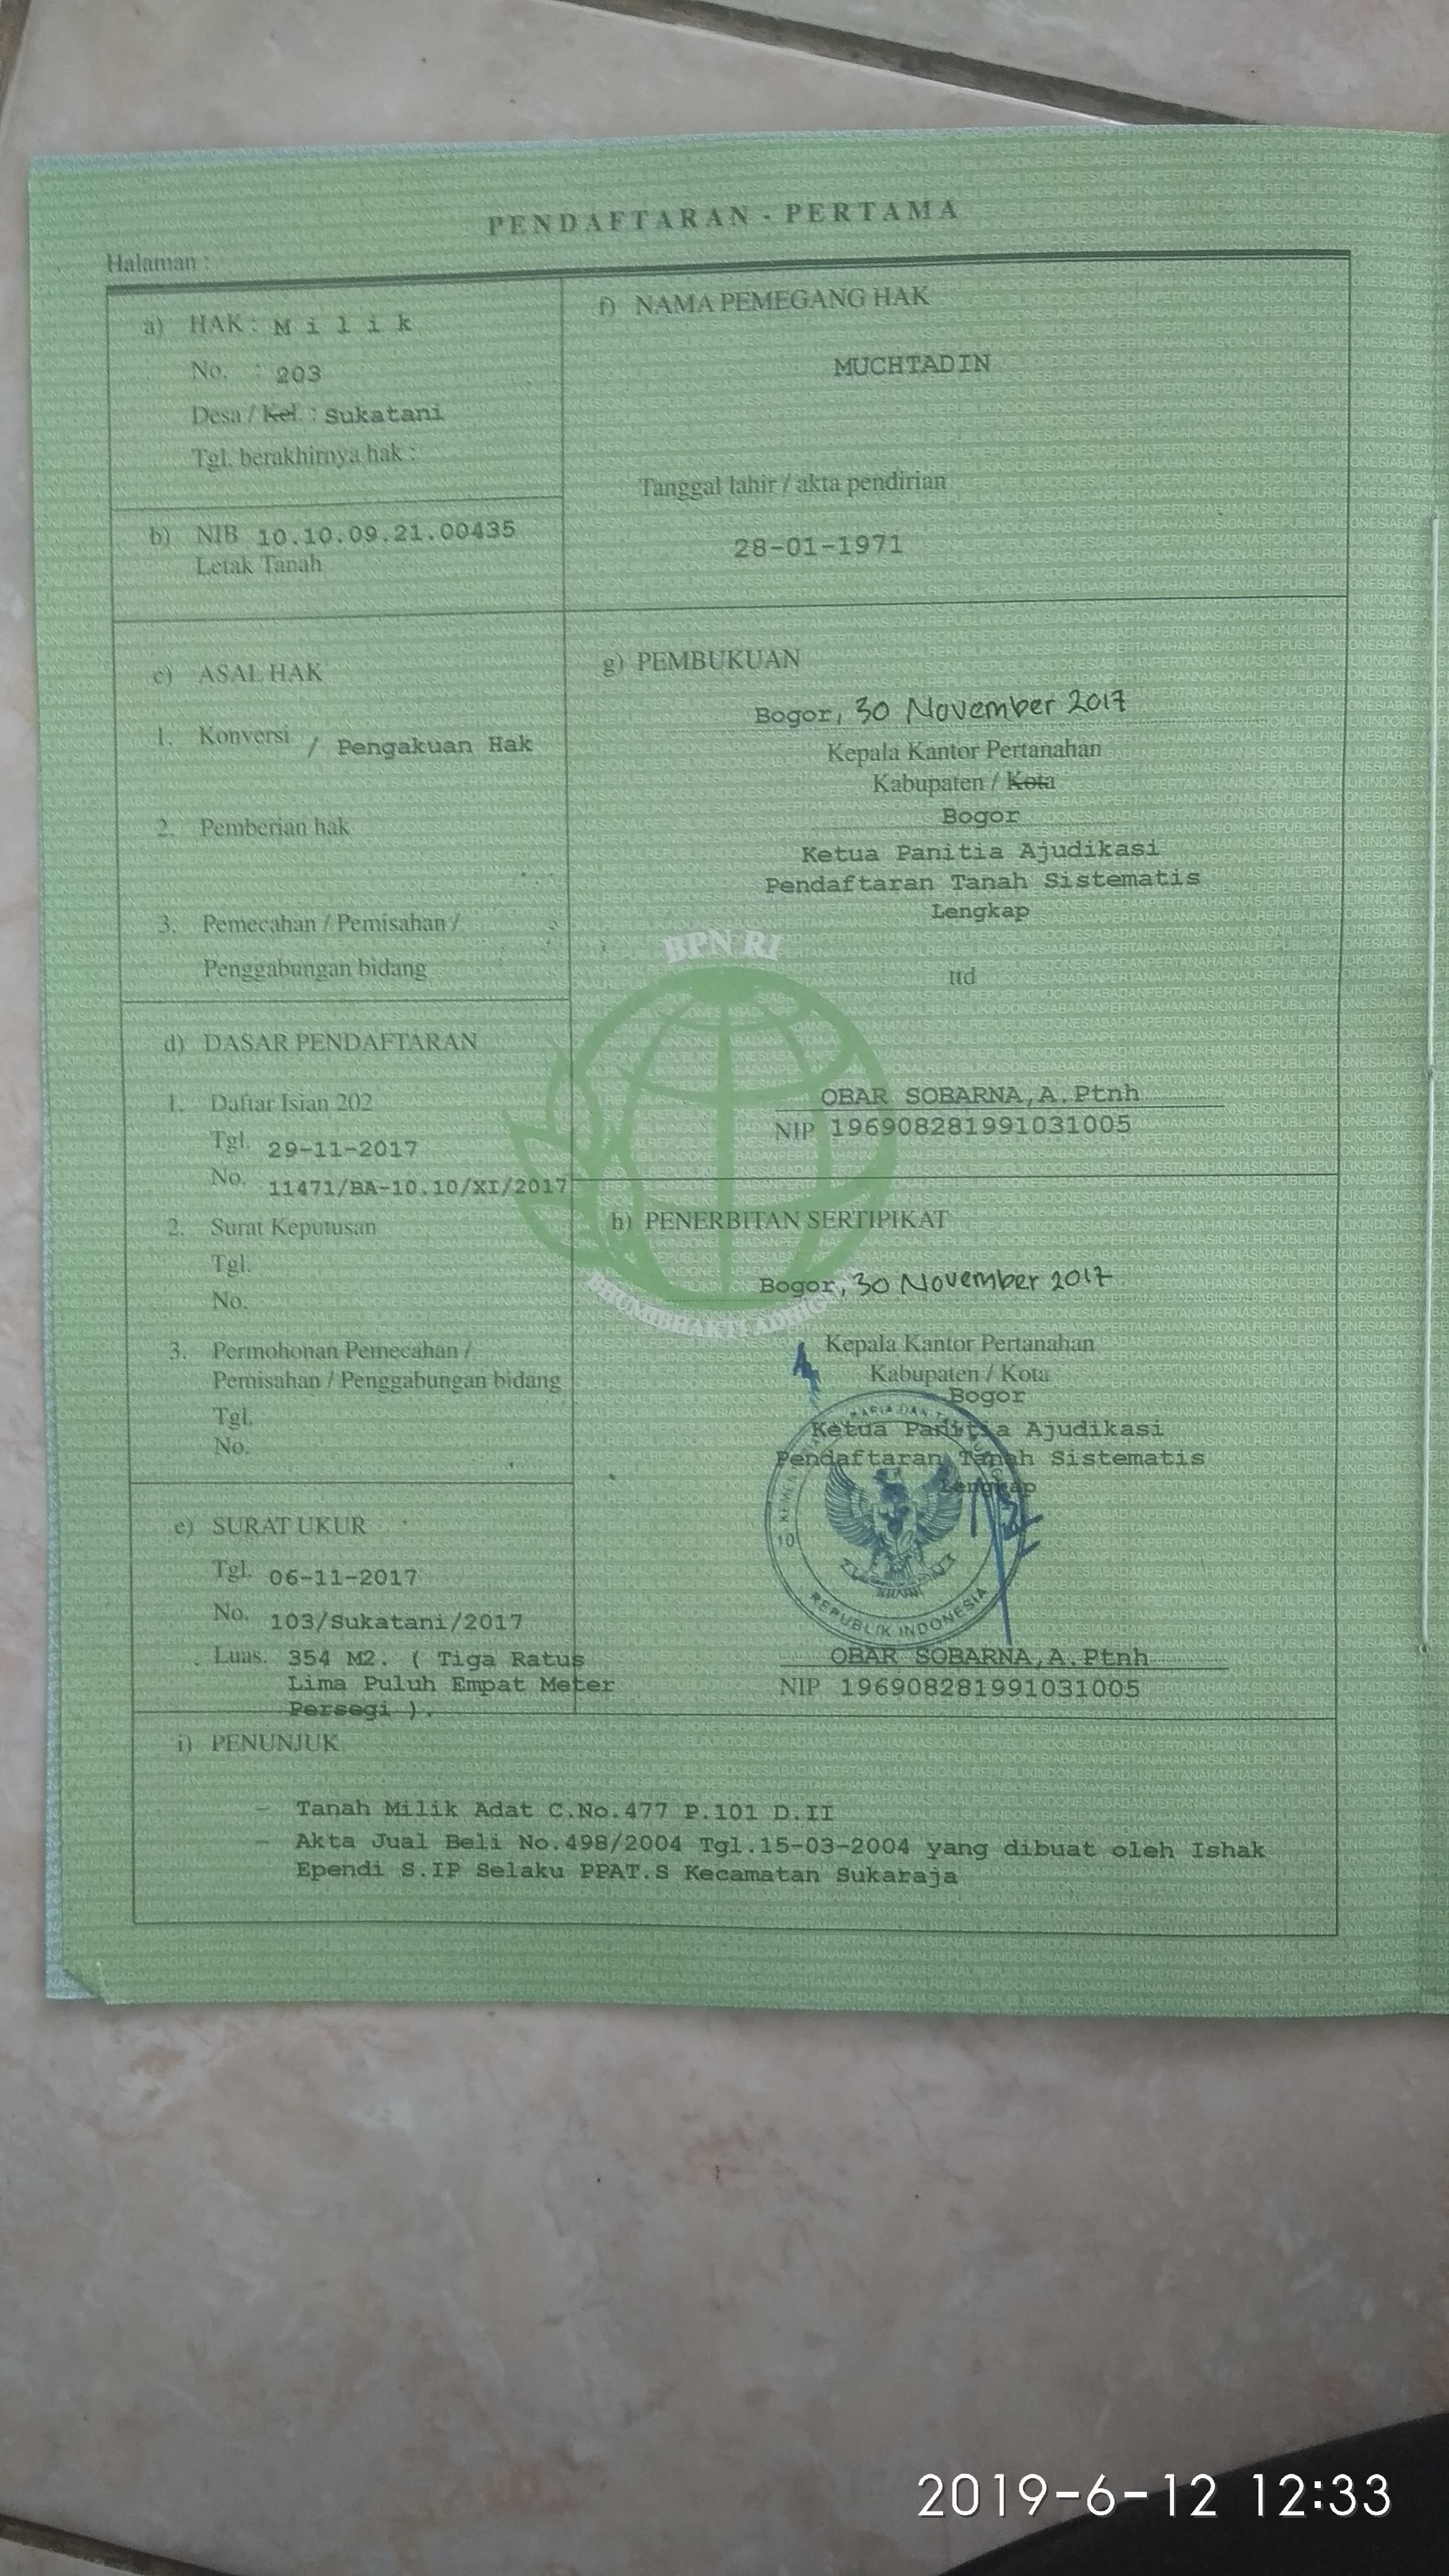 PENDAFTARAN - PERTAMA
Halaman :
a) HAK : M i l i k
No. : 203
Desa / Kel. : Sukatani
Tgl. berakhirnya hak :
b) NIB 10.10.09.21.00435
Letak Tanah
c) ASAL HAK
1. Konversi / Pengakuan Hak
2. Pemberian hak
3. Pemecahan / Pemisahan /
Penggabungan bidang
d) DASAR PENDAFTARAN
1. Daftar Isian 202
Tgl. 29-11-2017
No. 11471/BA-10.10/XI/2017
2. Surat Keputusan
Tgl.
No.
3. Permohonan Pemecahan /
Pemisahan / Penggabungan bidang
Tgl.
No.
e) SURAT UKUR
Tgl. 06-11-2017
No. 103/Sukatani/2017
Luas. 354 M2. ( Tiga Ratus
Lima Puluh Empat Meter
Persegi ).
f) NAMA PEMEGANG HAK
MUCHTADIN
Tanggal lahir / akta pendirian
28-01-1971
g) PEMBUKUAN
Bogor, 30 November 2017
Kepala Kantor Pertanahan
Kabupaten / Kota
Bogor
Ketua Panitia Ajudikasi
Pendaftaran Tanah Sistematis
Lengkap
ttd
OBAR SOBARNA,A.Ptnh
NIP 196908281991031005
h) PENERBITAN SERTIPIKAT
Bogor, 30 November 2017
Kepala Kantor Pertanahan
Kabupaten / Kota
Bogor
Ketua Panitia Ajudikasi
Pendaftaran Tanah Sistematis
Lengkap
REPUBLIK INDONESIA
OBAR SOBARNA,A.Ptnh
NIP 196908281991031005
i) PENUNJUK
- Tanah Milik Adat C.No.477 P.101 D.II
- Akta Jual Beli No.498/2004 Tgl.15-03-2004 yang dibuat oleh Ishak
Ependi S.IP Selaku PPAT.S Kecamatan Sukaraja
BPN RI
BHUMIBHAKTI
2019-6-12 12:33